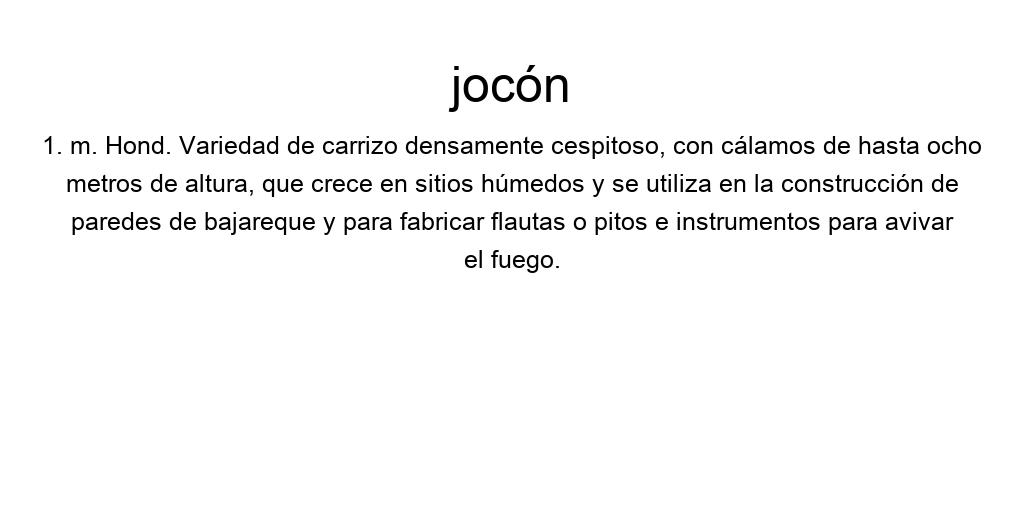 jocón
1. m. Hond. Variedad de carrizo densamente cespitoso, con cálamos de hasta ocho
metros de altura, que crece en sitios húmedos y se utiliza en la construcción de
paredes de bajareque y para fabricar flautas o pitos e instrumentos para avivar
el fuego.